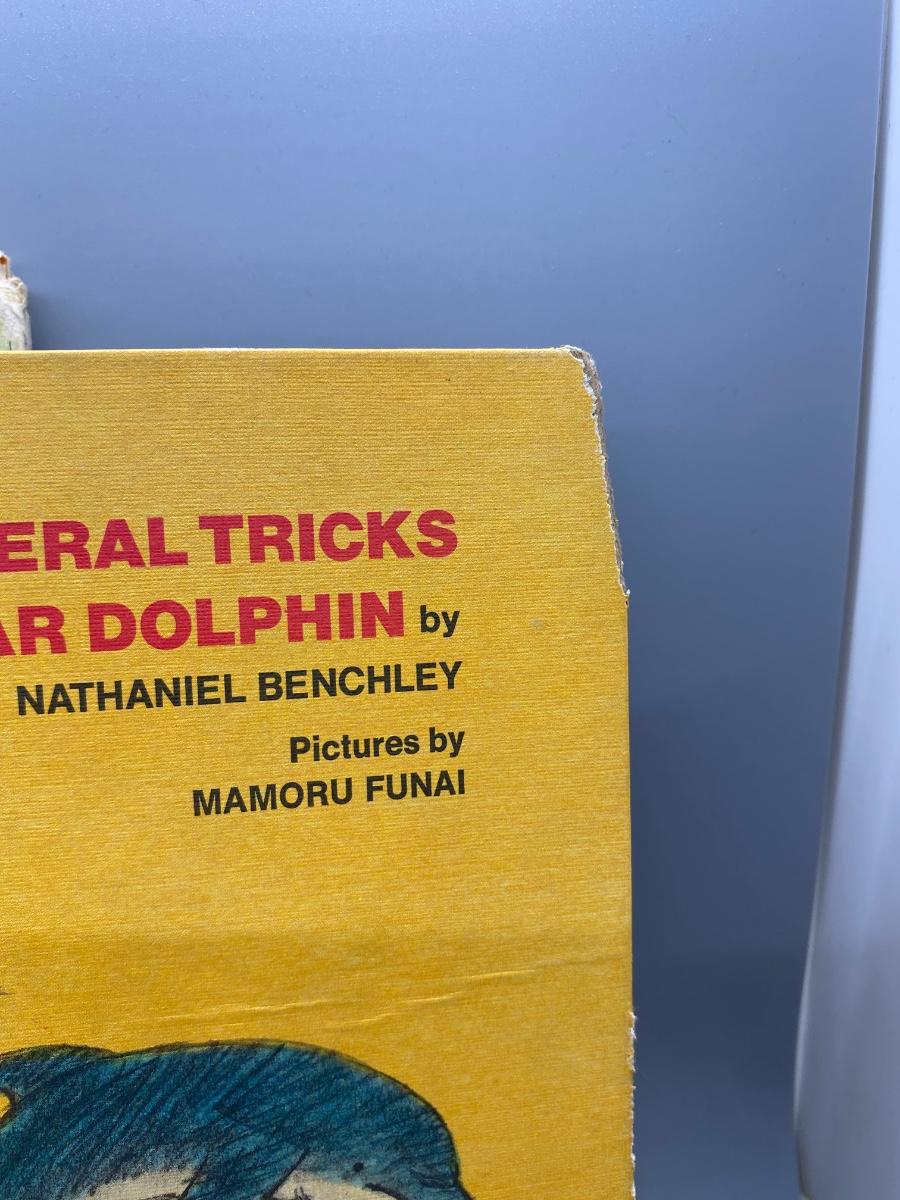 ERAL TRICKS
AR DOLPHIN by
NATHANIEL BENCHLEY
Pictures by
MAMORU FUNAI